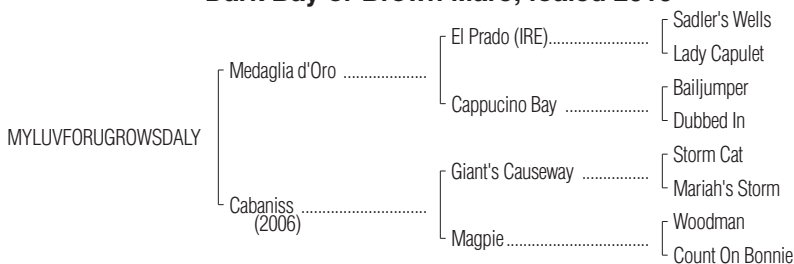 Dark Bay or Brown Mare; foaled 2016
Sadler's Wells
El Prado (IRE)......................
Lady Capulet
Medaglia d'Oro ...................
Bailjumper
Cappucino Bay ..................
Dubbed In
MYLUVFORUGROWSDALY
Storm Cat
Giant's Causeway ...............
Mariah's Storm
Cabaniss ............................
(2006)
Woodman
Magpie................................
Count On Bonnie